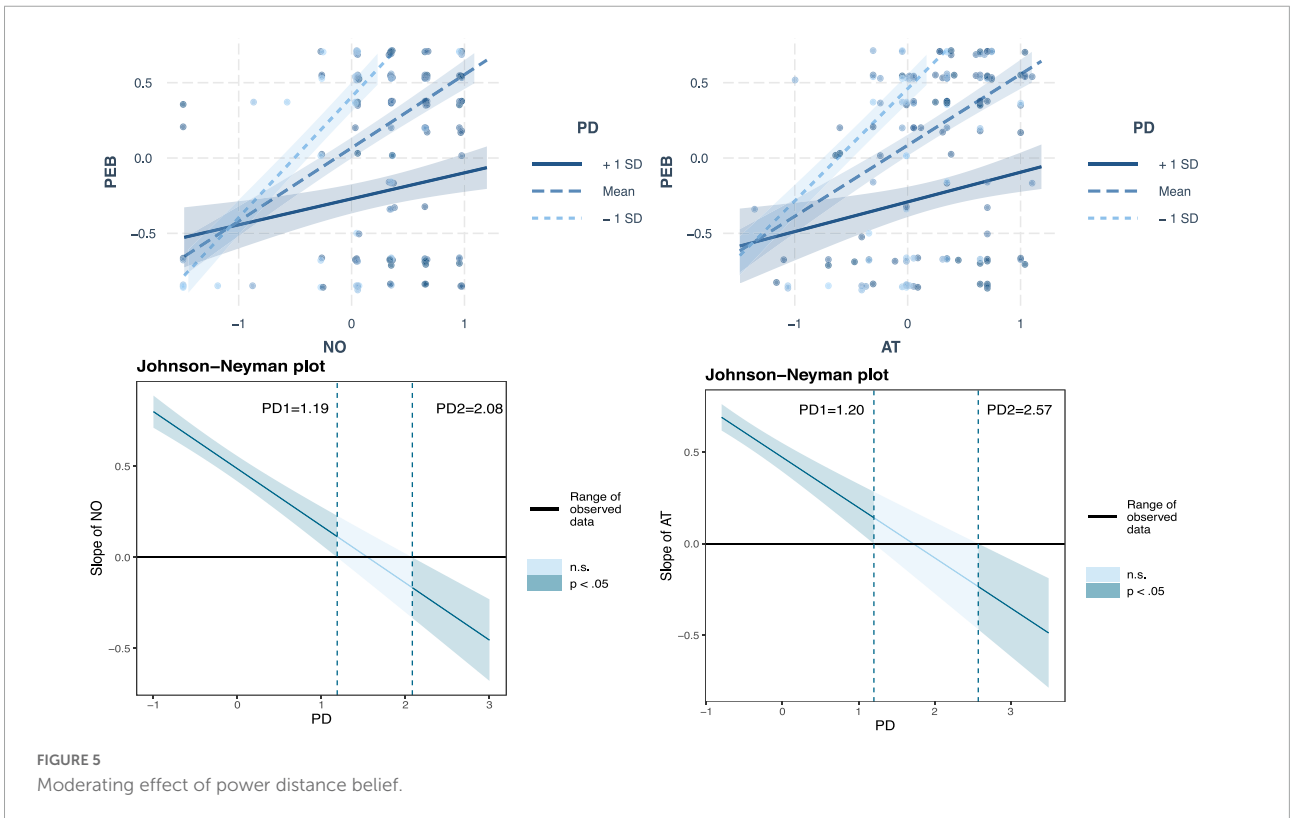 0.5
0.0
−0.5
PEB
−1
0
1
NO
PD
+ 1 SD
Mean
− 1 SD
0.5
0.0
−0.5
PEB
−1
0
1
AT
PD
+ 1 SD
Mean
− 1 SD
Johnson−Neyman plot
PD1=1.19
PD2=2.08
0.5
0.0
−0.5
Slope of NO
−1
0
1
2
3
PD
Range of
observed
data
n.s.
p < .05
Johnson−Neyman plot
PD1=1.20
PD2=2.57
0.5
0.0
−0.5
Slope of AT
−1
0
1
2
3
PD
Range of
observed
data
n.s.
p < .05
FIGURE 5
Moderating effect of power distance belief.